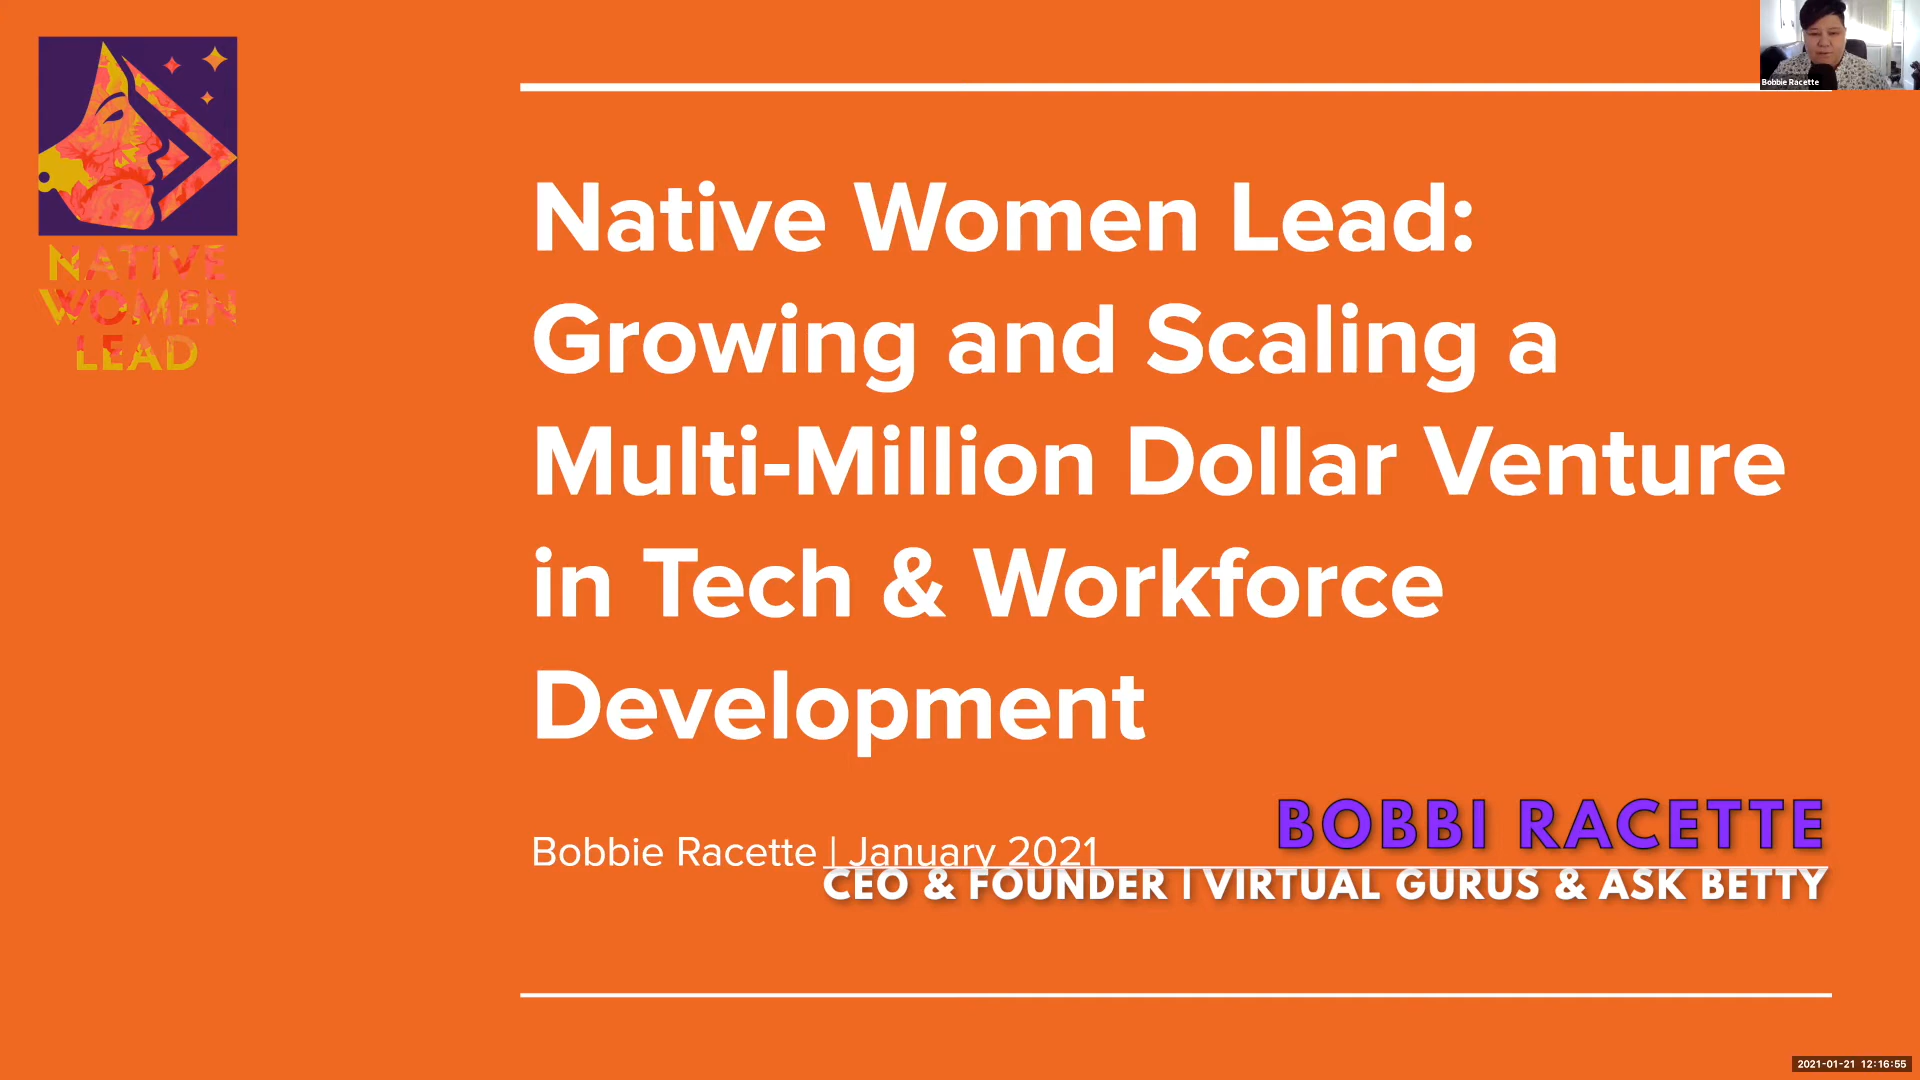 Bobbie Racette
NATIVE
WOMEN
LEAD
Native Women Lead:
Growing and Scaling a
Multi-Million Dollar Venture
in Tech & Workforce
Development
Bobbie Racette | January 2021
BOBBI RACETTE
CEO & FOUNDER | VIRTUAL GURUS & ASK BETTY
2021-01-21 12:16:55